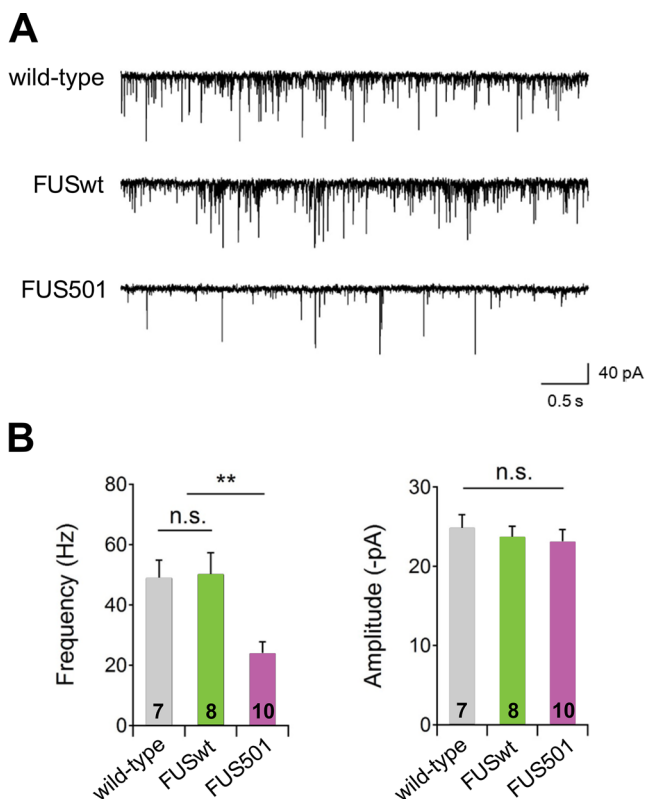 A
wild-type
FUSwt
FUS501
40 pA
0.5 s
B
Frequency (Hz)
80
60
40
20
0
**
n.s.
7
8
10
wild-type
FUSwt
FUS501
Amplitude (-pA)
30
20
10
0
n.s.
7
8
10
wild-type
FUSwt
FUS501